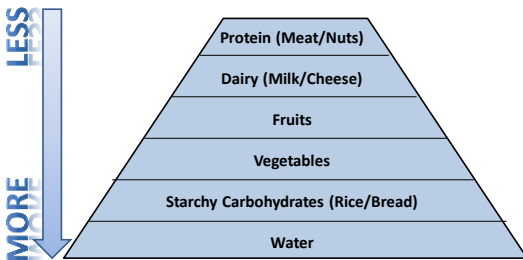 LESS
Protein (Meat/Nuts)
Dairy (Milk/Cheese)
Fruits
Vegetables
Starchy Carbohydrates (Rice/Bread)
Water
MORE